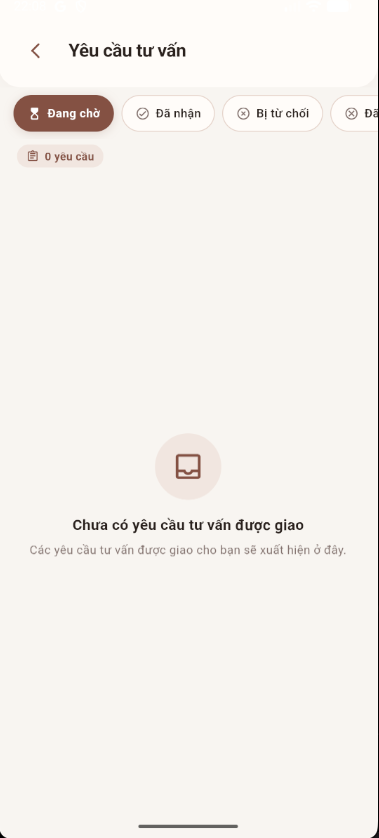 Yêu cầu tư vấn
Đang chờ
Đã nhận
Bị từ chối
0 yêu cầu
Chưa có yêu cầu tư vấn được giao
Các yêu cầu tư vấn được giao cho bạn sẽ xuất hiện ở đây.